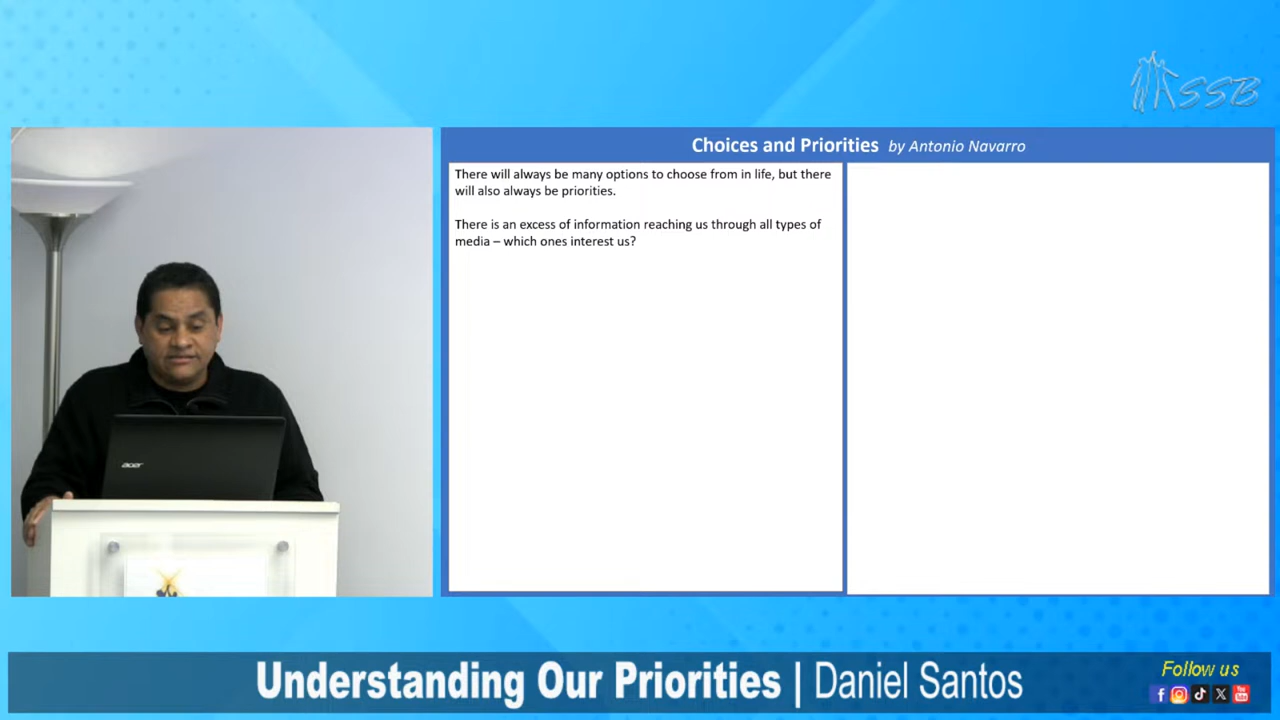 SSB
Choices and Priorities by Antonio Navarro
There will always be many options to choose from in life, but there
will also always be priorities.
There is an excess of information reaching us through all types of
media – which ones interest us?
acer
Understanding Our Priorities | Daniel Santos
Follow us
You
Tube